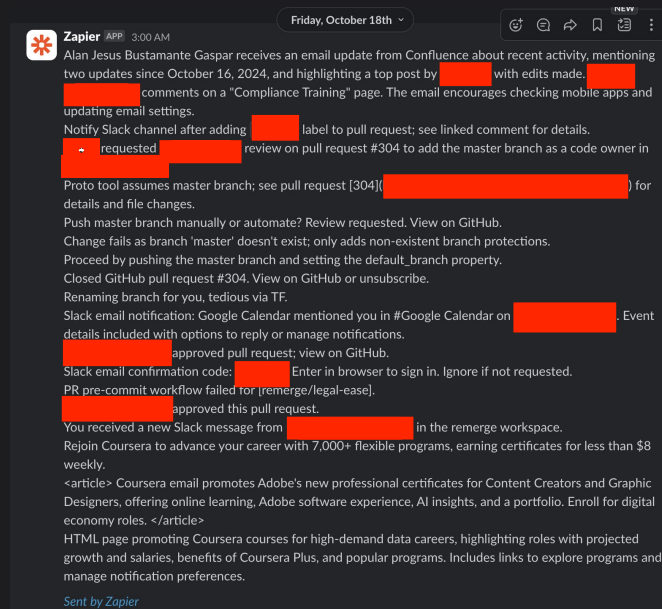 Friday, October 18th
NEW
Zapier APP 3:00 AM
Alan Jesus Bustamante Gaspar receives an email update from Confluence about recent activity, mentioning
two updates since October 16, 2024, and highlighting a top post by with edits made.
comments on a "Compliance Training" page. The email encourages checking mobile apps and
updating email settings.
Notify Slack channel after adding label to pull request; see linked comment for details.
requested review on pull request #304 to add the master branch as a code owner in
Proto tool assumes master branch; see pull request [304]( ) for
details and file changes.
Push master branch manually or automate? Review requested. View on GitHub.
Change fails as branch 'master' doesn't exist; only adds non-existent branch protections.
Proceed by pushing the master branch and setting the default_branch property.
Closed GitHub pull request #304. View on GitHub or unsubscribe.
Renaming branch for you, tedious via TF.
Slack email notification: Google Calendar mentioned you in #Google Calendar on . Event
details included with options to reply or manage notifications.
approved pull request; view on GitHub.
Slack email confirmation code: Enter in browser to sign in. Ignore if not requested.
PR pre-commit workflow failed for [remerge/legal-ease].
approved this pull request.
You received a new Slack message from in the remerge workspace.
Rejoin Coursera to advance your career with 7,000+ flexible programs, earning certificates for less than $8
weekly.
<article> Coursera email promotes Adobe's new professional certificates for Content Creators and Graphic
Designers, offering online learning, Adobe software experience, AI insights, and a portfolio. Enroll for digital
economy roles. </article>
HTML page promoting Coursera courses for high-demand data careers, highlighting roles with projected
growth and salaries, benefits of Coursera Plus, and popular programs. Includes links to explore programs and
manage notification preferences.
Sent by Zapier